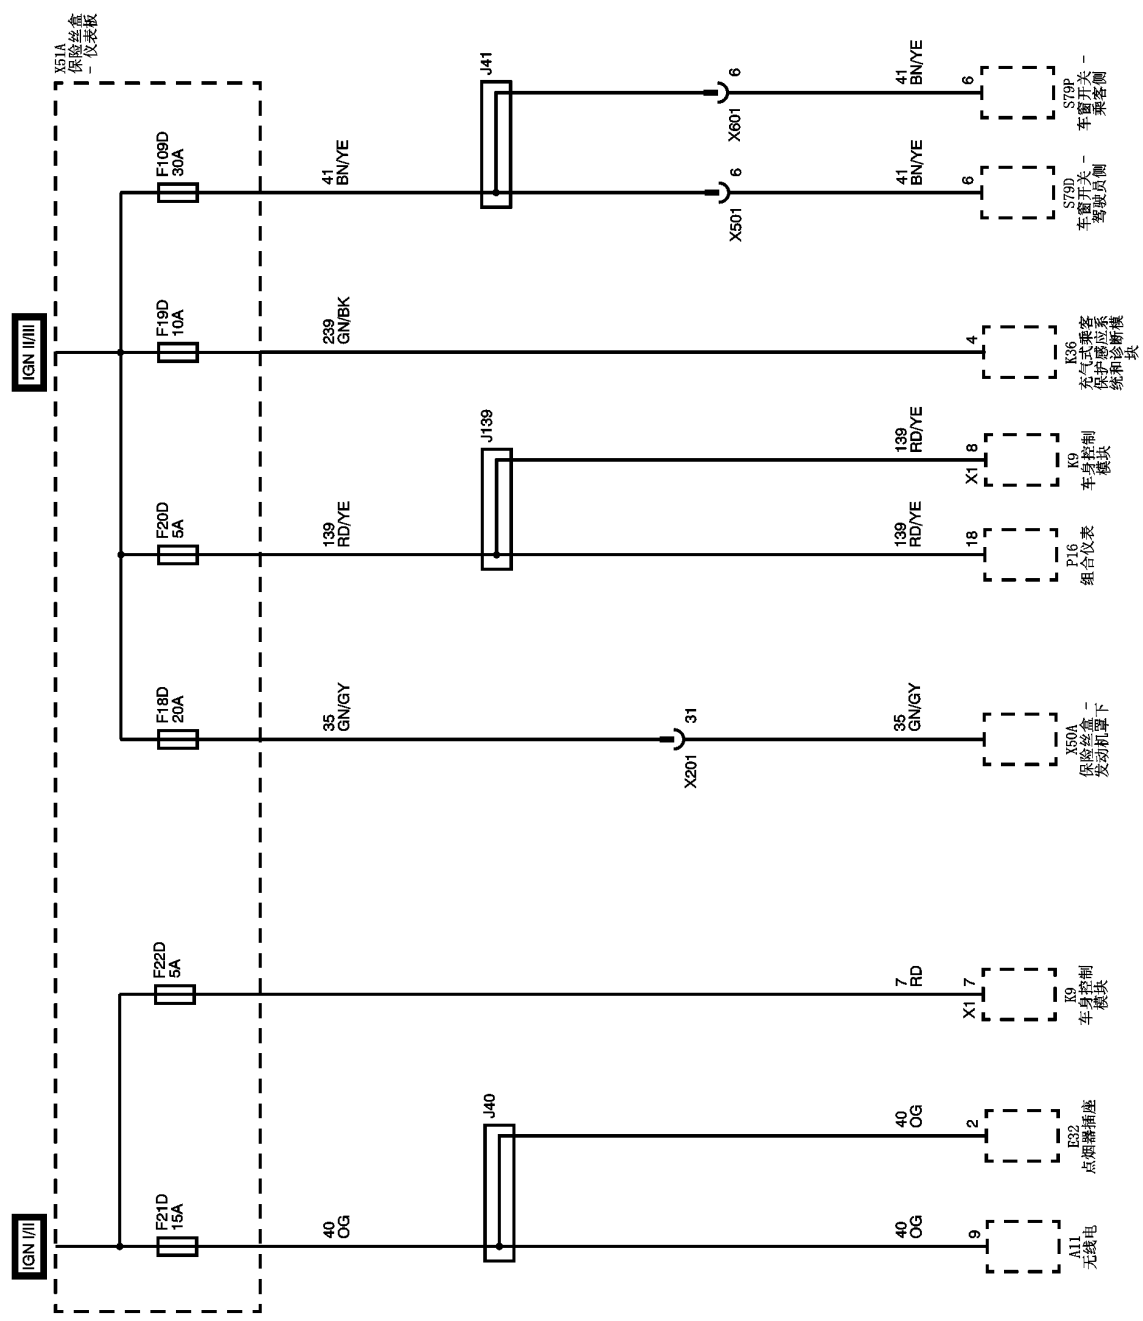 IGN I/II
IGN II/III
X51A
保险丝盒
- 仪表板
F21D
15A
F22D
5A
F18D
20A
F20D
5A
F19D
10A
F109D
30A
40
OG
35
GN/GY
139
RD/YE
239
GN/BK
41
BN/YE
J40
J139
J41
X201
31
X501
6
X601
6
40
OG
40
OG
7
RD
35
GN/GY
139
RD/YE
139
RD/YE
41
BN/YE
41
BN/YE
9
2
X1
7
18
X1
8
4
6
6
A11
无线电
E32
点烟器插座
K9
车身控制
模块
X50A
保险丝盒-
发动机罩下
P16
组合仪表
K9
车身控制
模块
K36
充气式乘客
保护感应系
统和诊断模
块
S79D
车窗开关 -
驾驶员侧
S79P
车窗开关 -
乘客侧